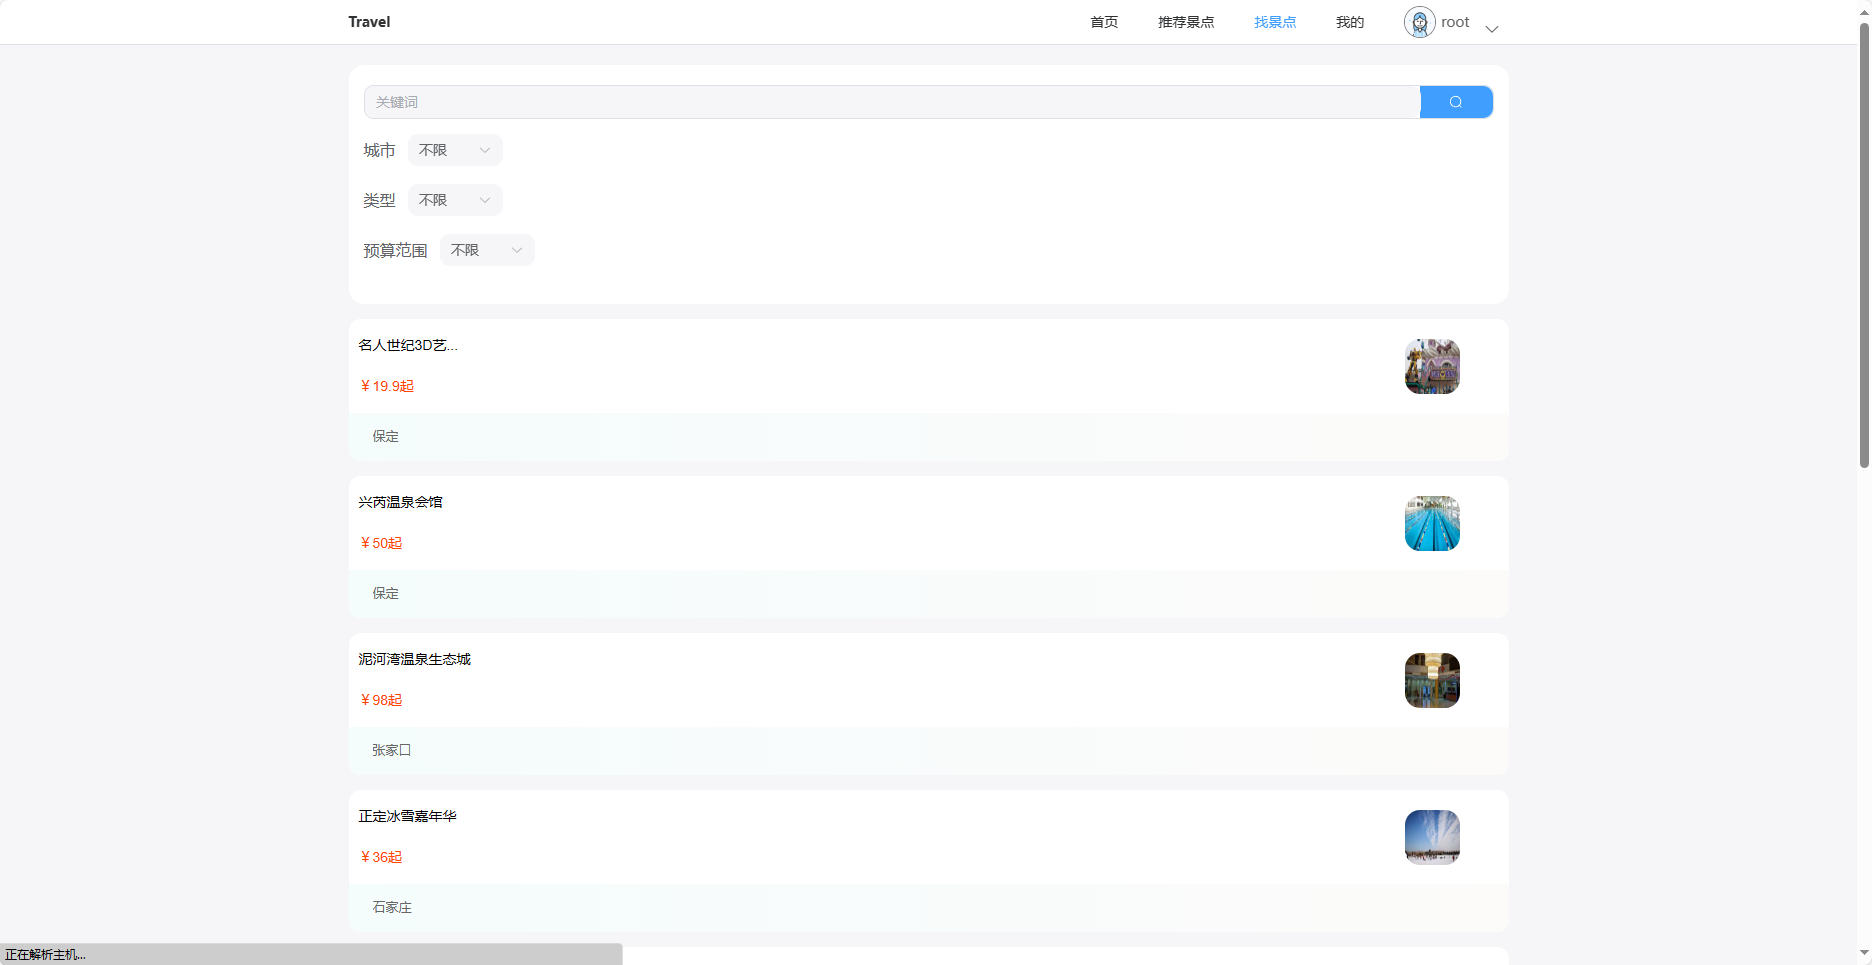 Travel 首页 推荐景点 找景点 我的 root
关键词
城市 不限
类型 不限
预算范围 不限
名人世纪3D艺...
￥19.9起
保定
兴芮温泉会馆
￥50起
保定
泥河湾温泉生态城
￥98起
张家口
正定冰雪嘉年华
￥36起
石家庄
正在解析主机...